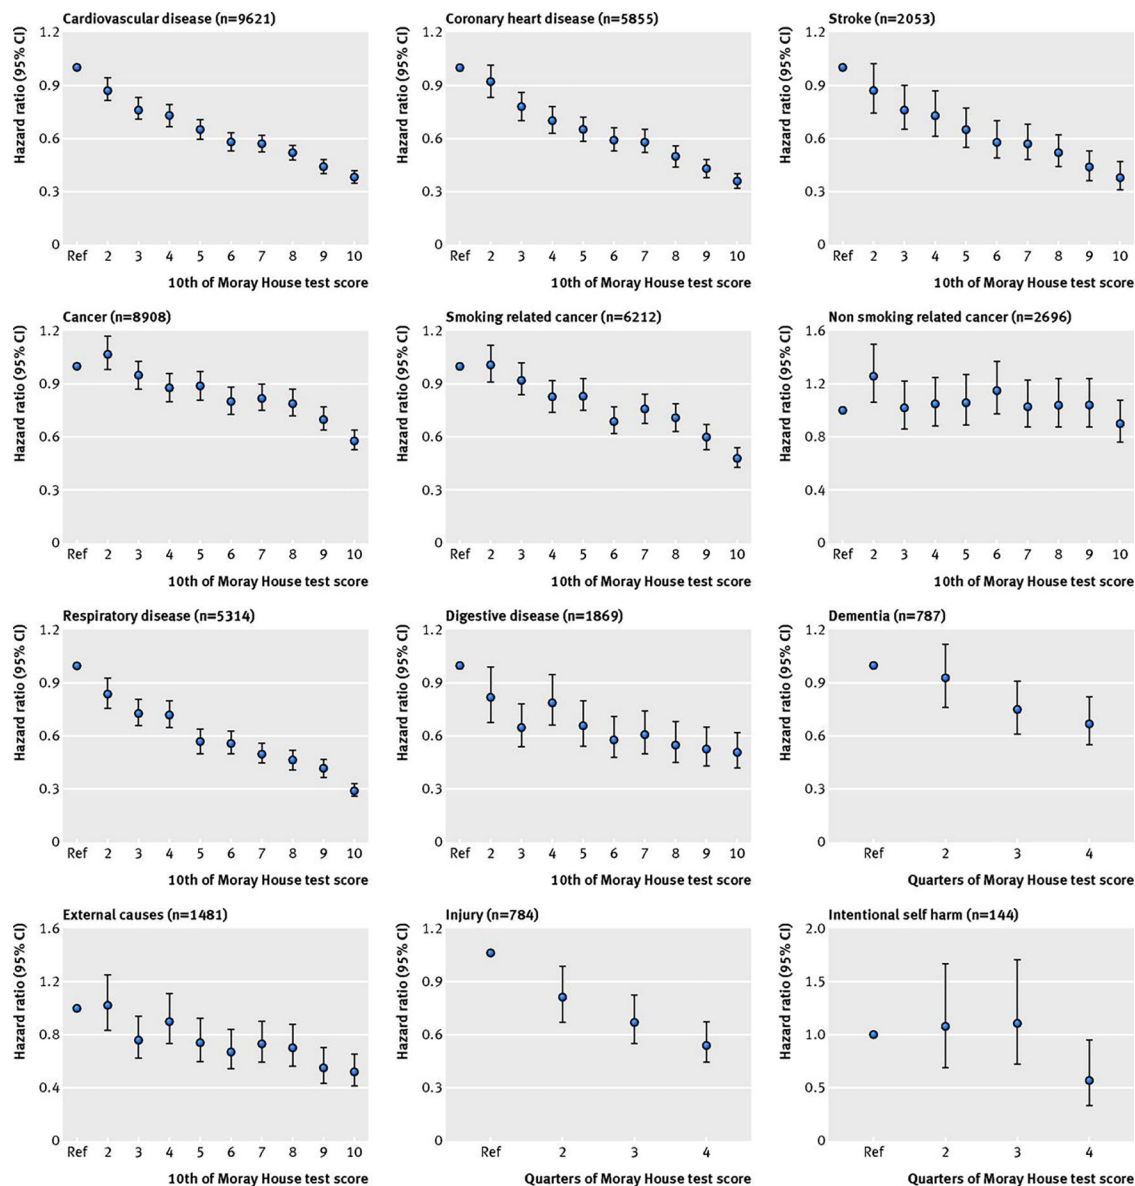 Cardiovascular disease (n=9621)
Hazard ratio (95% CI)
1.2
0.9
0.6
0.3
0
Ref 2 3 4 5 6 7 8 9 10
10th of Moray House test score
Coronary heart disease (n=5855)
Hazard ratio (95% CI)
1.2
0.9
0.6
0.3
0
Ref 2 3 4 5 6 7 8 9 10
10th of Moray House test score
Stroke (n=2053)
Hazard ratio (95% CI)
1.2
0.9
0.6
0.3
0
Ref 2 3 4 5 6 7 8 9 10
10th of Moray House test score
Cancer (n=8908)
Hazard ratio (95% CI)
1.2
0.9
0.6
0.3
0
Ref 2 3 4 5 6 7 8 9 10
10th of Moray House test score
Smoking related cancer (n=6212)
Hazard ratio (95% CI)
1.2
0.9
0.6
0.3
0
Ref 2 3 4 5 6 7 8 9 10
10th of Moray House test score
Non smoking related cancer (n=2696)
Hazard ratio (95% CI)
1.6
1.2
0.8
0.4
0
Ref 2 3 4 5 6 7 8 9 10
10th of Moray House test score
Respiratory disease (n=5314)
Hazard ratio (95% CI)
1.2
0.9
0.6
0.3
0
Ref 2 3 4 5 6 7 8 9 10
10th of Moray House test score
Digestive disease (n=1869)
Hazard ratio (95% CI)
1.2
0.9
0.6
0.3
0
Ref 2 3 4 5 6 7 8 9 10
10th of Moray House test score
Dementia (n=787)
Hazard ratio (95% CI)
1.2
0.9
0.6
0.3
0
Ref 2 3 4
Quarters of Moray House test score
External causes (n=1481)
Hazard ratio (95% CI)
1.6
1.2
0.8
0.4
0
Ref 2 3 4 5 6 7 8 9 10
10th of Moray House test score
Injury (n=784)
Hazard ratio (95% CI)
1.2
0.9
0.6
0.3
0
Ref 2 3 4
Quarters of Moray House test score
Intentional self harm (n=144)
Hazard ratio (95% CI)
2.0
1.5
1.0
0.5
0
Ref 2 3 4
Quarters of Moray House test score